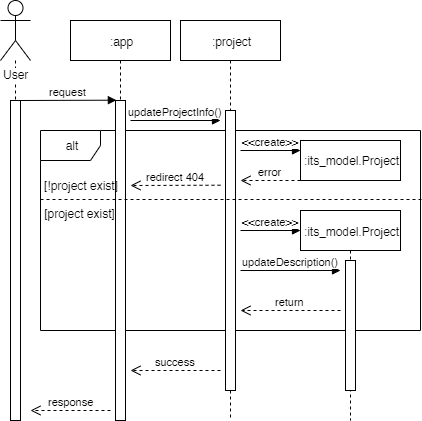 :app
:project
User
request
updateProjectInfo()
alt
<<create>>
:its_model.Project
error
redirect 404
[!project exist]
[project exist]
<<create>>
:its_model.Project
updateDescription()
return
success
response